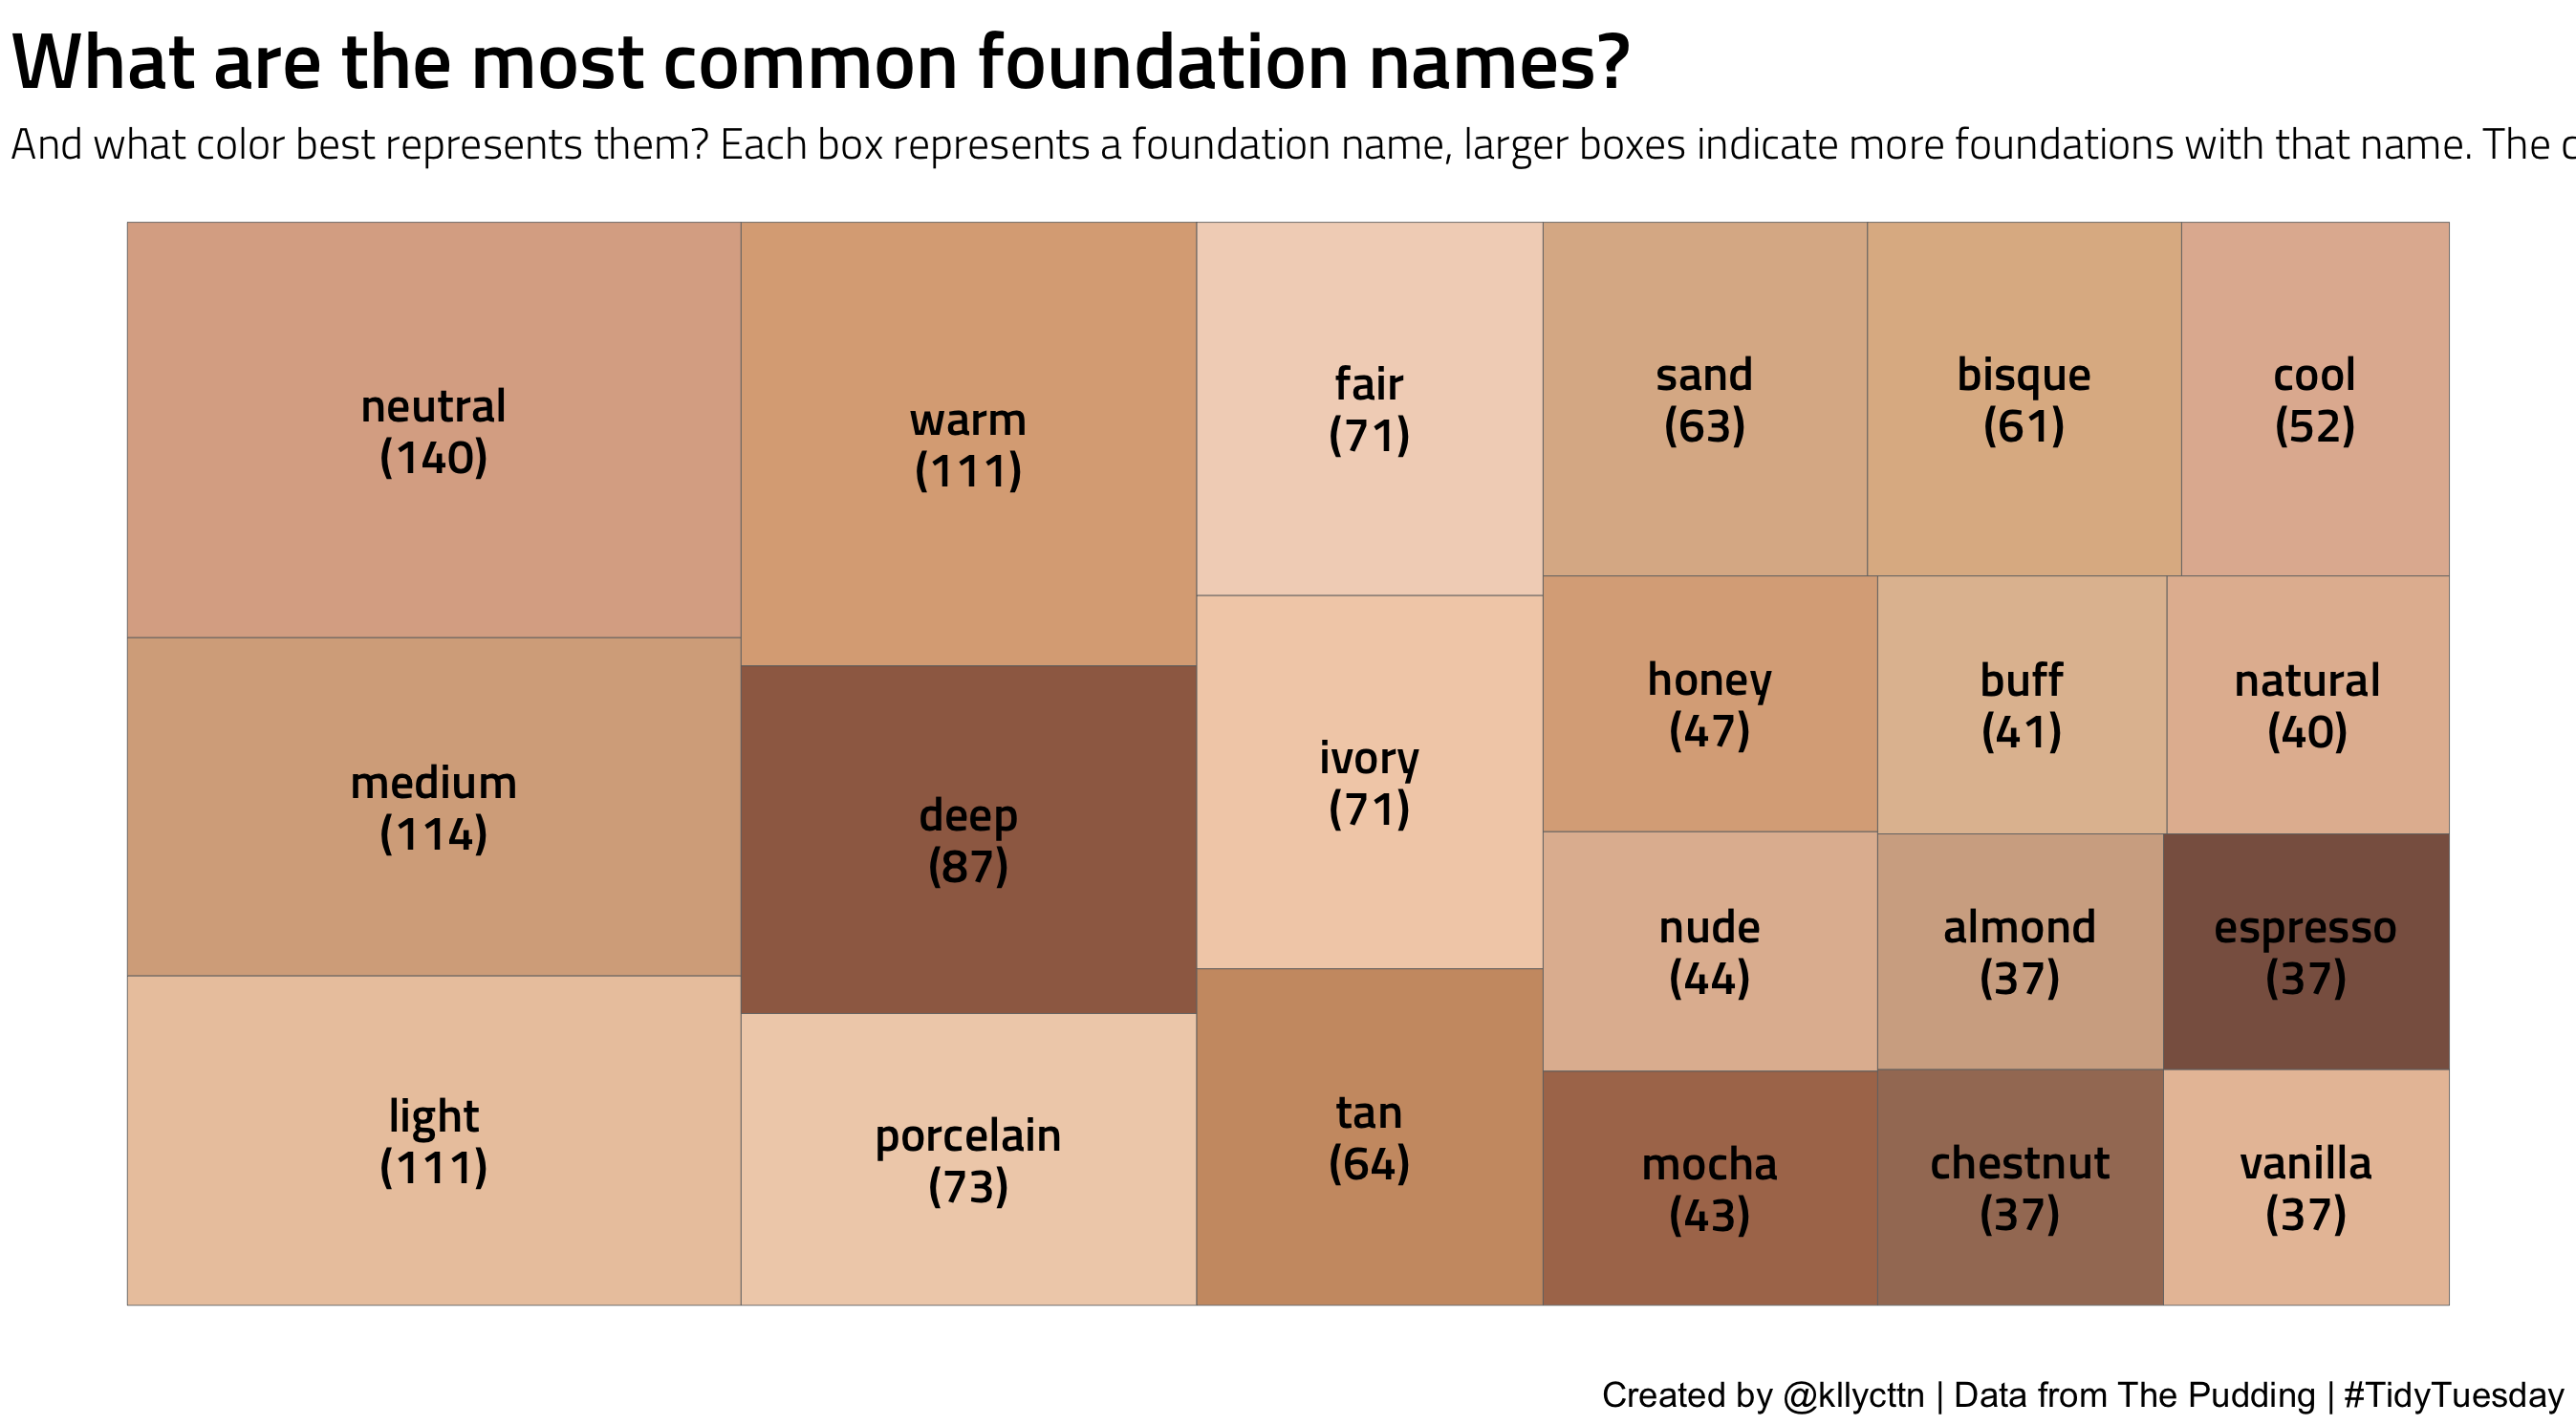 What are the most common foundation names?
And what color best represents them? Each box represents a foundation name, larger boxes indicate more foundations with that name. The
neutral
(140)
medium
(114)
light
(111)
warm
(111)
deep
(87)
porcelain
(73)
fair
(71)
ivory
(71)
tan
(64)
sand
(63)
bisque
(61)
cool
(52)
honey
(47)
buff
(41)
natural
(40)
nude
(44)
almond
(37)
espresso
(37)
mocha
(43)
chestnut
(37)
vanilla
(37)
Created by @kllycttn | Data from The Pudding | #TidyTuesday